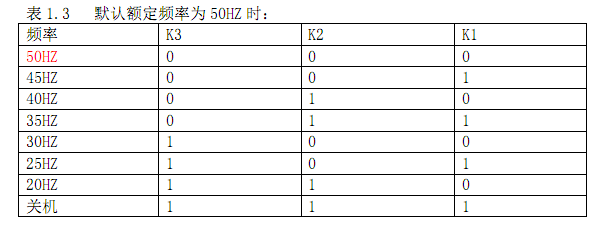 表 1.3 默认额定频率为 50HZ 时：
频率 K3 K2 K1
50HZ 0 0 0
45HZ 0 0 1
40HZ 0 1 0
35HZ 0 1 1
30HZ 1 0 0
25HZ 1 0 1
20HZ 1 1 0
关机 1 1 1